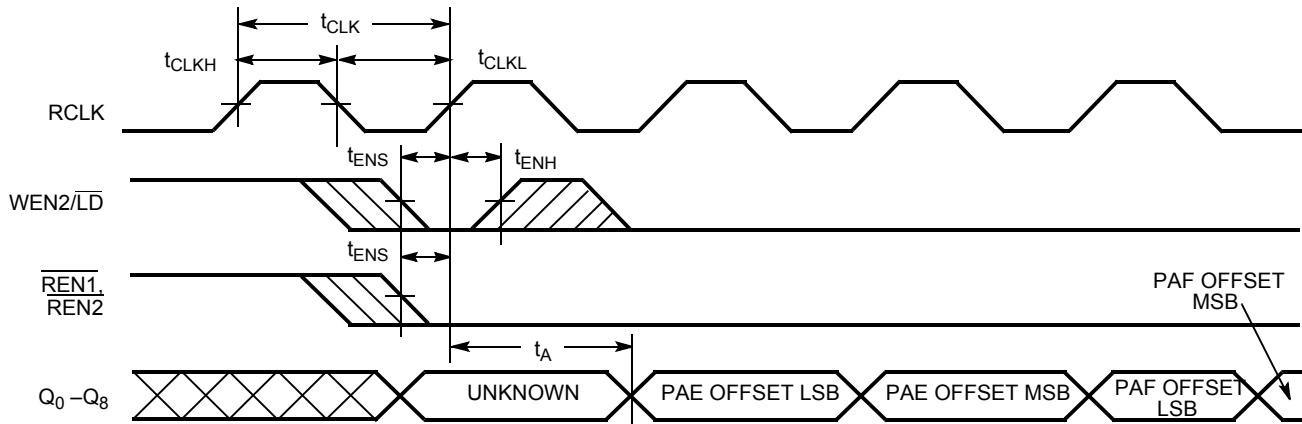 tCLK
tCLKH
tCLKL
RCLK
tENS
tENH
WEN2/LD
tENS
REN1,
REN2
PAF OFFSET
MSB
tA
Q0 –Q8
UNKNOWN
PAE OFFSET LSB
PAE OFFSET MSB
PAF OFFSET
LSB